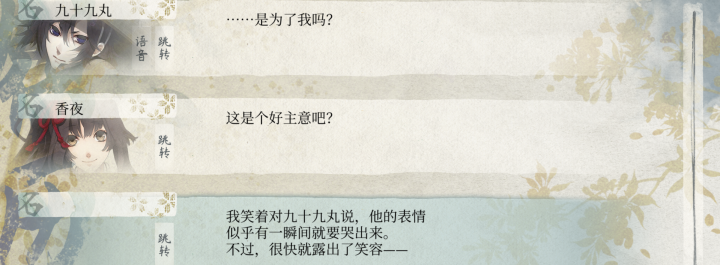 名
九十九丸
语音
跳转
……是为了我吗？
名
香夜
跳转
这是个好主意吧？
名
跳转
我笑着对九十九丸说，他的表情
似乎有一瞬间就要哭出来。
不过，很快就露出了笑容——